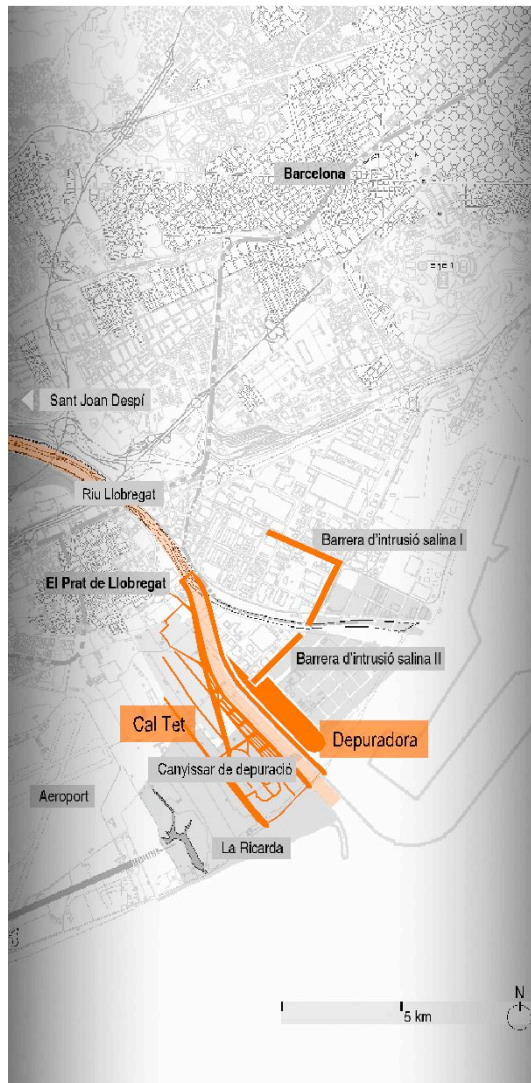 Barcelona
Sant Joan Despí
Riu Llobregat
Barrera d'intrusió salina I
El Prat de Llobregat
Barrera d'intrusió salina II
Cal Tet
Depuradora
Canyissar de depuració
Aeroport
La Ricarda
N
5 km